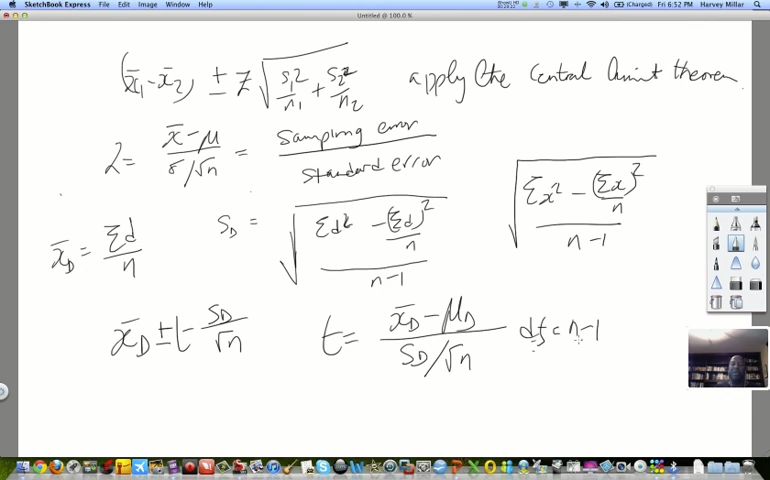 SketchBook Express File Edit Image Window Help (Charged) Fri 6:52 PM Harvey Millar
Untitled @ 100.0 %
(x̄₁-x̄₂) ± Z √(s₁²/n₁ + s₂²/n₂) apply the Central limit theorem
Z = (x̄-μ)/(σ/√n) = Sampling error/Standard error
x̄_D = Σd/n S_D = √((Σd² - (Σd)²/n)/(n-1)) √((Σx² - (Σx)²/n)/(n-1))
x̄_D ± t S_D/√n t = (x̄_D - μ_D)/(S_D/√n) df = n-1